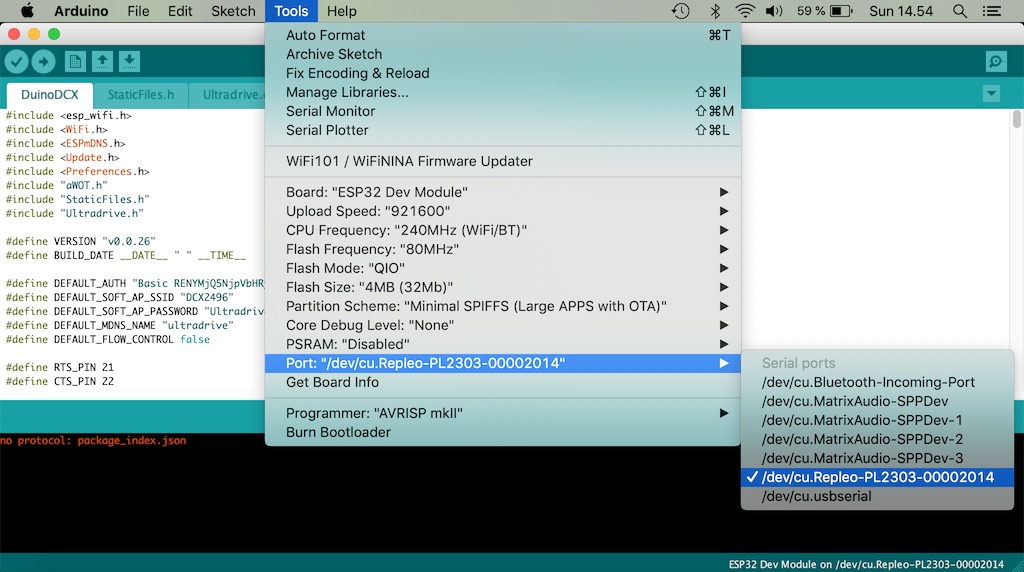 Arduino File Edit Sketch Tools Help 59 % Sun 14.54
DuinoDCX StaticFiles.h Ultradrive.
#include <esp_wifi.h>
#include <WiFi.h>
#include <ESPmDNS.h>
#include <Update.h>
#include <Preferences.h>
#include "aWOT.h"
#include "StaticFiles.h"
#include "Ultradrive.h"
#define VERSION "v0.0.26"
#define BUILD_DATE __DATE__ " " __TIME__
#define DEFAULT_AUTH "Basic RENYMjQ5NjpVbHR
#define DEFAULT_SOFT_AP_SSID "DCX2496"
#define DEFAULT_SOFT_AP_PASSWORD "Ultradriv
#define DEFAULT_MDNS_NAME "ultradrive"
#define DEFAULT_FLOW_CONTROL false
#define RTS_PIN 21
#define CTS_PIN 22
Auto Format ⌘T
Archive Sketch
Fix Encoding & Reload
Manage Libraries... ⇧⌘I
Serial Monitor ⇧⌘M
Serial Plotter ⇧⌘L
WiFi101 / WiFiNINA Firmware Updater
Board: "ESP32 Dev Module"
Upload Speed: "921600"
CPU Frequency: "240MHz (WiFi/BT)"
Flash Frequency: "80MHz"
Flash Mode: "QIO"
Flash Size: "4MB (32Mb)"
Partition Scheme: "Minimal SPIFFS (Large APPS with OTA)"
Core Debug Level: "None"
PSRAM: "Disabled"
Port: "/dev/cu.Repleo-PL2303-00002014"
Get Board Info
Programmer: "AVRISP mkII"
Burn Bootloader
Serial ports
/dev/cu.Bluetooth-Incoming-Port
/dev/cu.MatrixAudio-SPPDev
/dev/cu.MatrixAudio-SPPDev-1
/dev/cu.MatrixAudio-SPPDev-2
/dev/cu.MatrixAudio-SPPDev-3
/dev/cu.Repleo-PL2303-00002014
/dev/cu.usbserial
no protocol: package_index.json
ESP32 Dev Module on /dev/cu.Repleo-PL2303-00002014